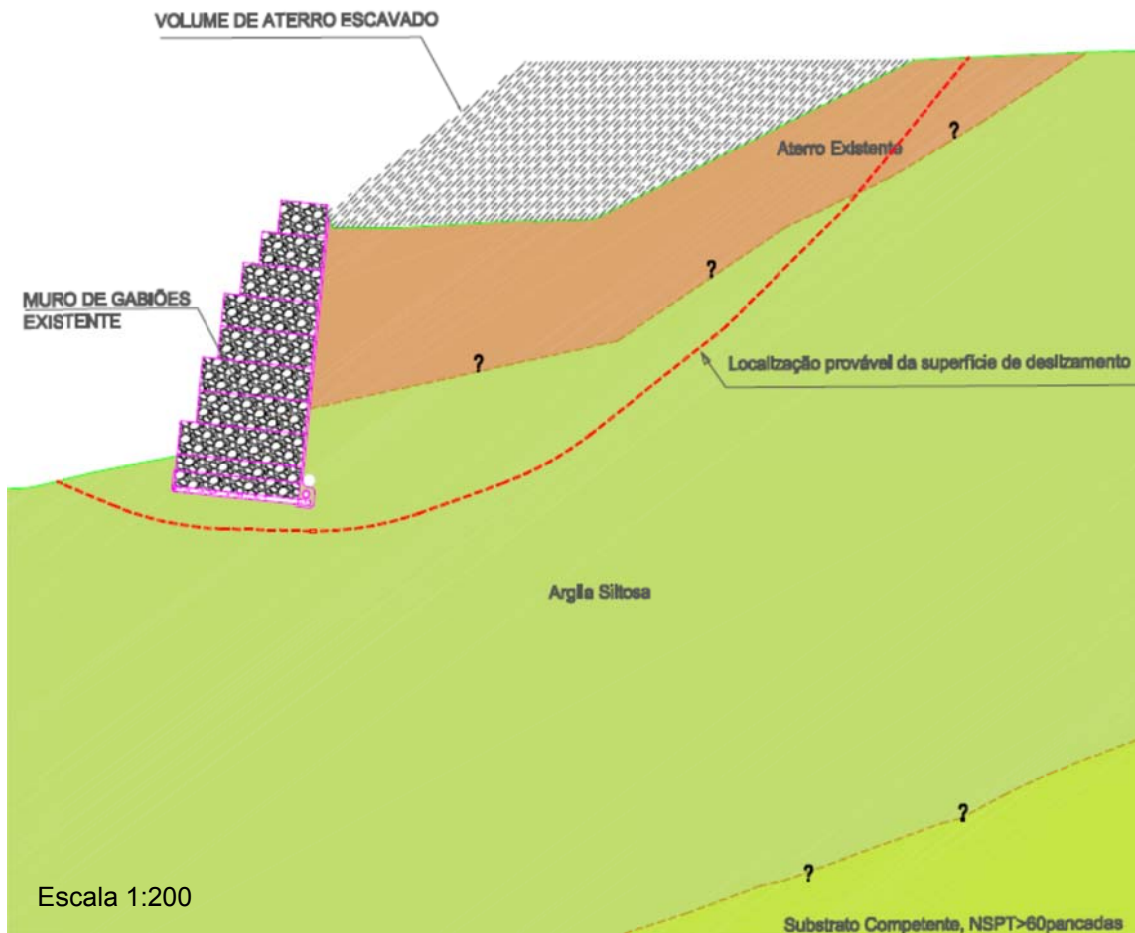 VOLUME DE ATERRO ESCAVADO
?
Aterro Existente
?
MURO DE GABIÕES
EXISTENTE
?
Localização provável da superfície de deslizamento
Argila Siltosa
?
?
Escala 1:200
Substrato Competente, NSPT>60pancadas